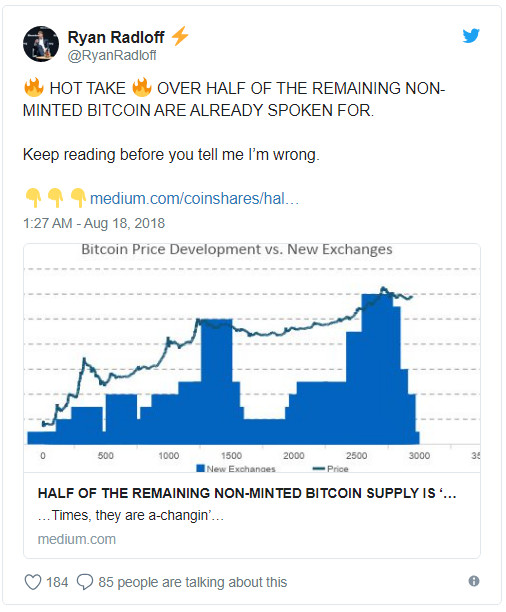 Ryan Radloff ⚡
@RyanRadloff
🔥 HOT TAKE 🔥 OVER HALF OF THE REMAINING NON-
MINTED BITCOIN ARE ALREADY SPOKEN FOR.
Keep reading before you tell me I'm wrong.
👇 👇 👇 medium.com/coinshares/hal…
1:27 AM - Aug 18, 2018
Bitcoin Price Development vs. New Exchanges
0 500 1000 1500 2000 2500 3000 35
New Exchanges Price
HALF OF THE REMAINING NON-MINTED BITCOIN SUPPLY IS ‘…
…Times, they are a-changin’…
medium.com
184 85 people are talking about this